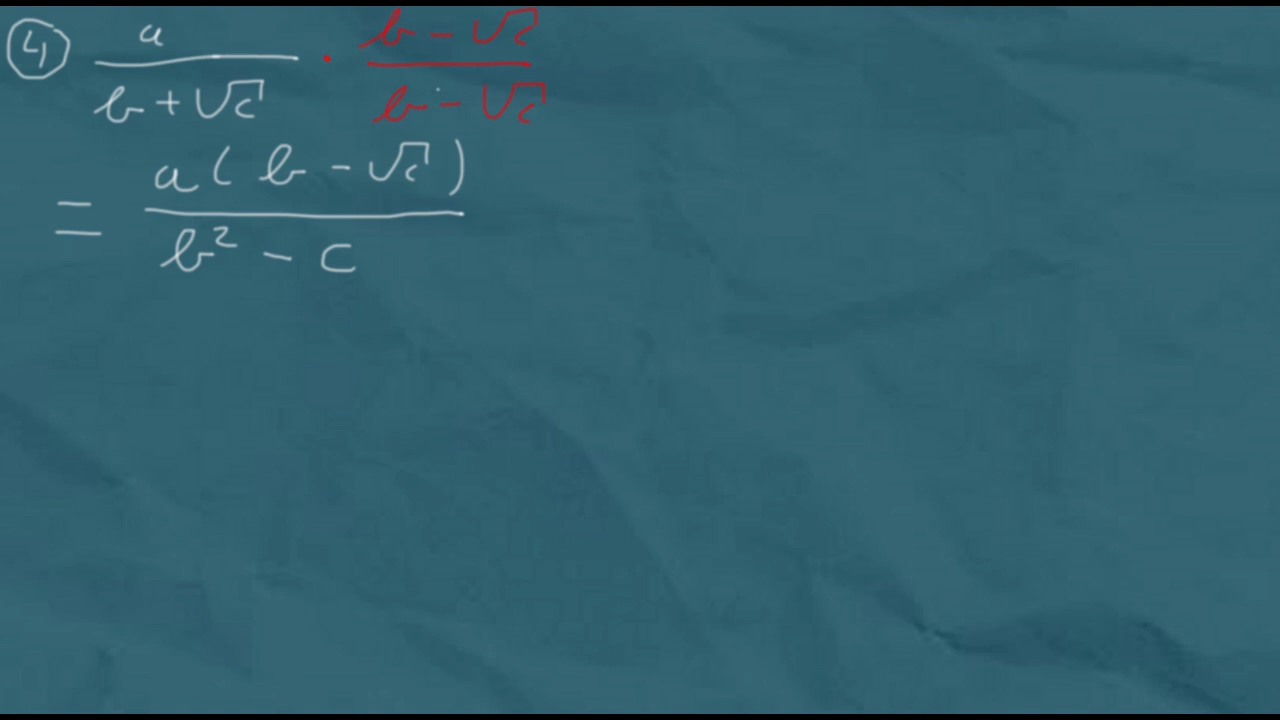 ④ a/(b + √c) · (b - √c)/(b - √c)
= a(b - √c)/(b² - c)